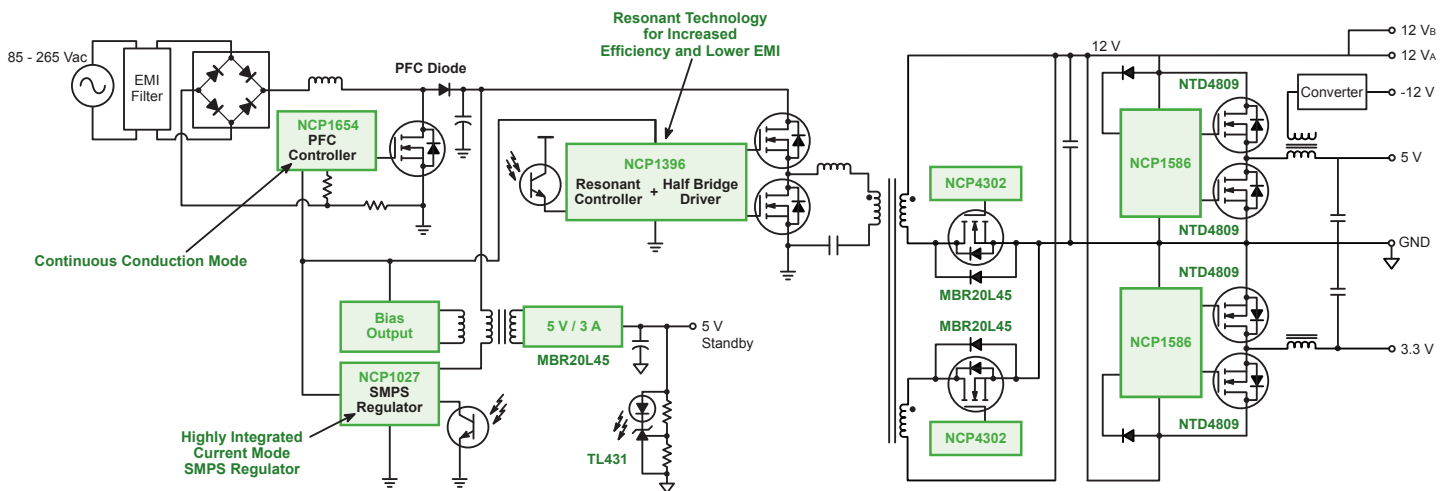 Resonant Technology
for Increased
Efficiency and Lower EMI
85 - 265 Vac
EMI
Filter
PFC Diode
NCP1654
PFC
Controller
Continuous Conduction Mode
NCP1396
Resonant
Controller
+
Half Bridge
Driver
Bias
Output
5 V / 3 A
MBR20L45
5 V
Standby
NCP1027
SMPS
Regulator
Highly Integrated
Current Mode
SMPS Regulator
TL431
NCP4302
MBR20L45
MBR20L45
NCP4302
12 V
12 VB
12 VA
NTD4809
Converter
-12 V
NCP1586
5 V
NTD4809
GND
NTD4809
NCP1586
3.3 V
NTD4809